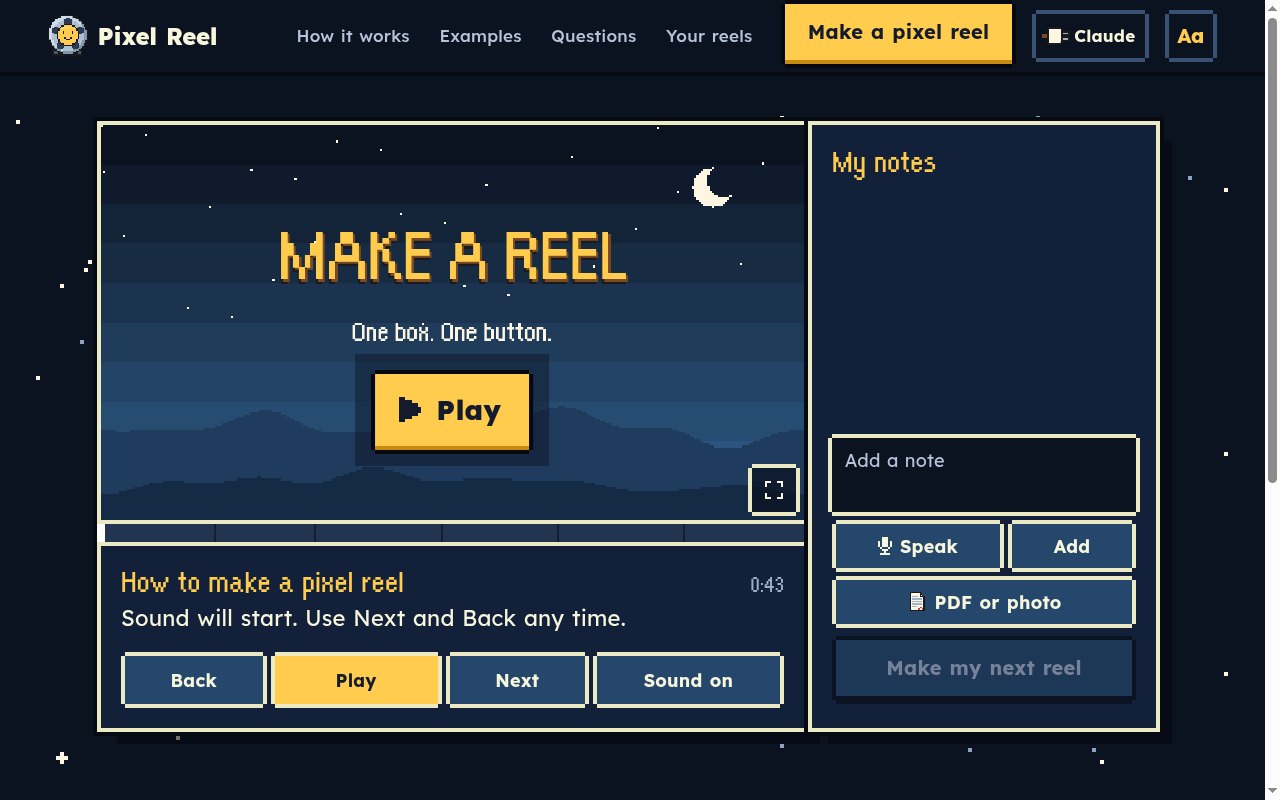 Pixel Reel
How it works
Examples
Questions
Your reels
Make a pixel reel
Claude
Aa
MAKE A REEL
One box. One button.
Play
How to make a pixel reel
0:43
Sound will start. Use Next and Back any time.
Back
Play
Next
Sound on
My notes
Add a note
Speak
Add
PDF or photo
Make my next reel